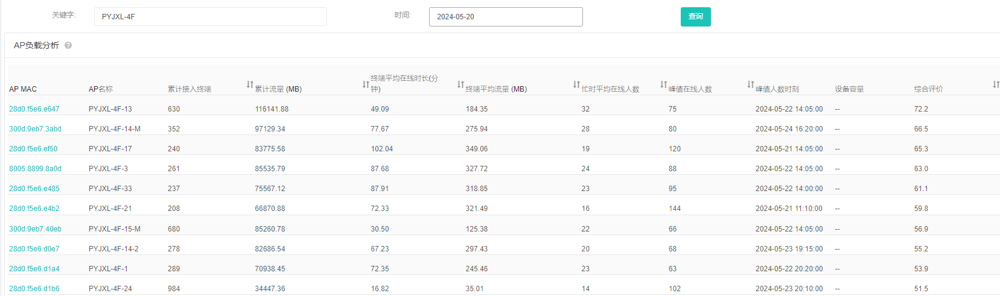 关键字: PYJXL-4F 时间: 2024-05-20 查询
AP负载分析 ?
AP MAC AP名称 累计接入终端 累计流量 (MB) 终端平均在线时长(分钟) 终端平均流量 (MB) 忙时平均在线人数 峰值在线人数 峰值人数时刻 设备容量 综合评价
28d0.f5e6.e647 PYJXL-4F-13 630 116141.88 49.09 184.35 32 75 2024-05-22 14:05:00 -- 72.2
300d.9eb7.3abd PYJXL-4F-14-M 352 97129.34 77.67 275.94 28 80 2024-05-24 16:20:00 -- 66.5
28d0.f5e6.ef50 PYJXL-4F-17 240 83775.58 102.04 349.06 19 120 2024-05-21 14:05:00 -- 65.3
8005.8899.8a0d PYJXL-4F-3 261 85535.79 87.68 327.72 24 88 2024-05-22 14:05:00 -- 63.0
28d0.f5e6.e485 PYJXL-4F-33 237 75567.12 87.91 318.85 23 95 2024-05-22 14:00:00 -- 61.1
28d0.f5e6.e4b2 PYJXL-4F-21 208 66870.88 72.33 321.49 16 144 2024-05-21 11:10:00 -- 59.8
300d.9eb7.40eb PYJXL-4F-15-M 680 85260.78 30.50 125.38 22 66 2024-05-22 14:05:00 -- 56.9
28d0.f5e6.d0e7 PYJXL-4F-14-2 278 82686.54 67.23 297.43 20 68 2024-05-23 19:15:00 -- 55.2
28d0.f5e6.d1a4 PYJXL-4F-1 289 70938.45 72.35 245.46 23 63 2024-05-22 20:20:00 -- 53.9
28d0.f5e6.d1b6 PYJXL-4F-24 984 34447.36 16.82 35.01 14 102 2024-05-23 20:10:00 -- 51.5